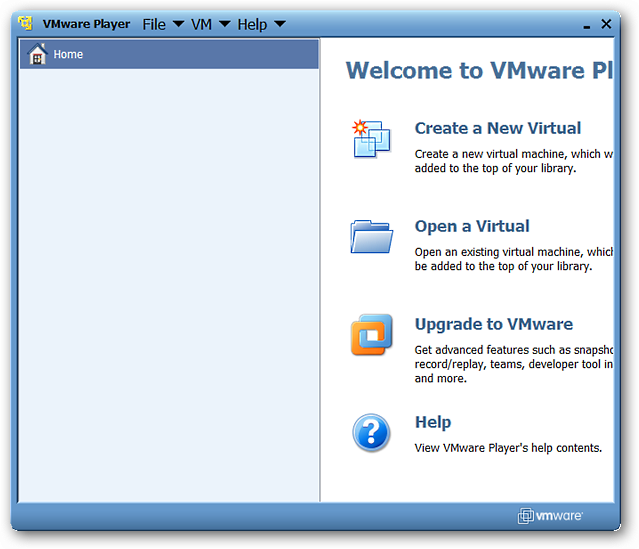 VMware Player File VM Help
Home
Welcome to VMware Pl
Create a New Virtual
Create a new virtual machine, which w
added to the top of your library.
Open a Virtual
Open an existing virtual machine, which
be added to the top of your library.
Upgrade to VMware
Get advanced features such as snapsho
record/replay, teams, developer tool in
and more.
Help
View VMware Player's help contents.
vmware